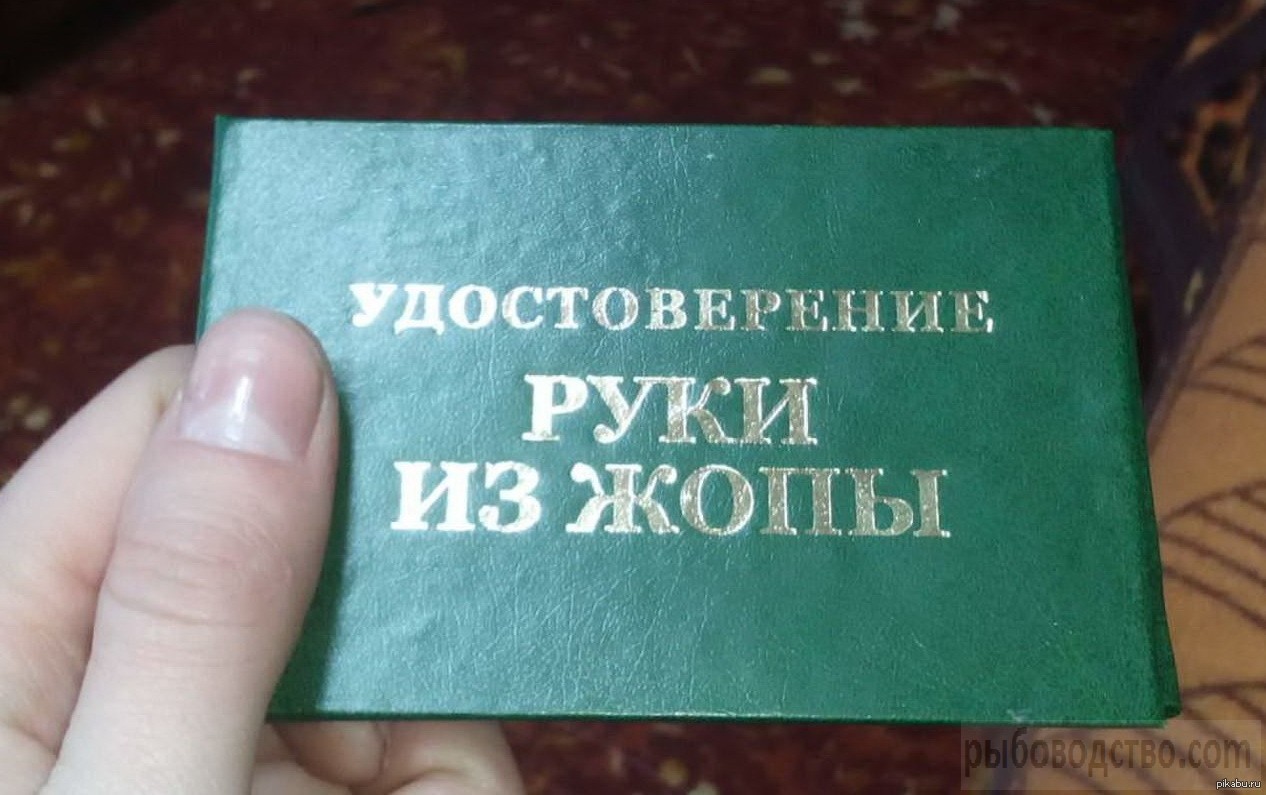 УДОСТОВЕРЕНИЕ
РУКИ
ИЗ ЖОПЫ
рыбоводство.com
pikabu.ru